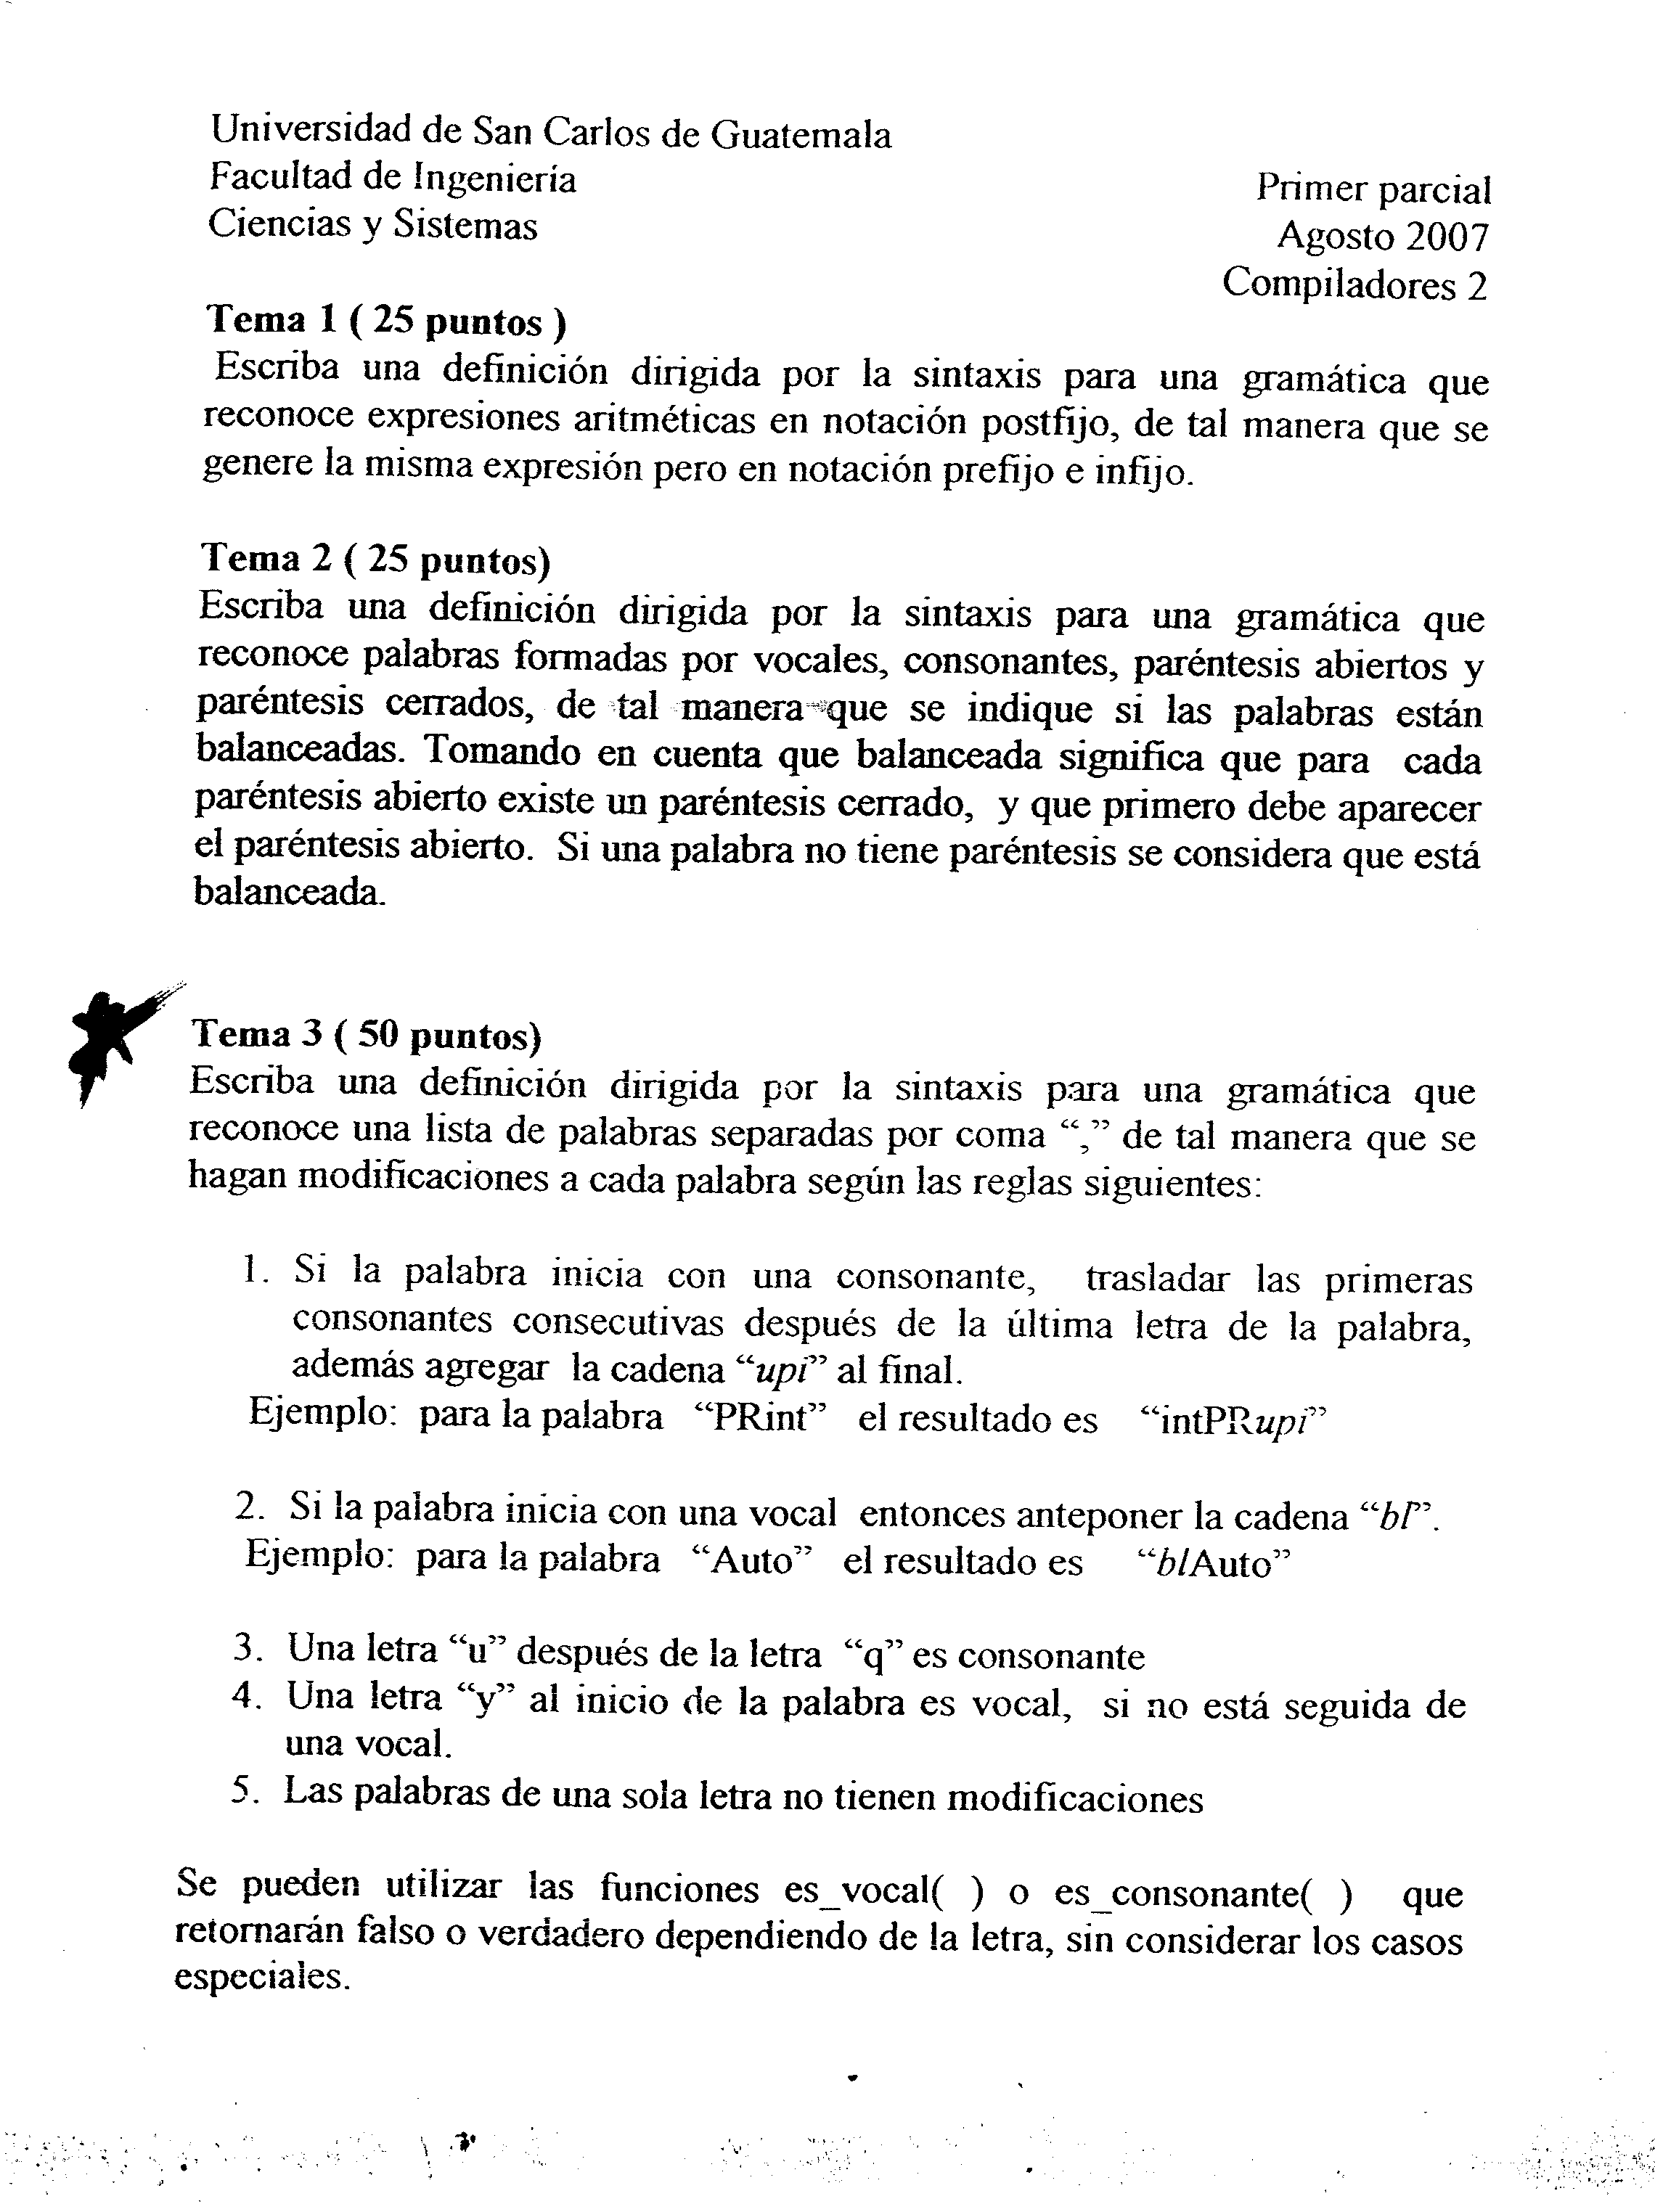 Universidad de San Carlos de Guatemala
Facultad de Ingeniería
Ciencias y Sistemas
Primer parcial
Agosto 2007
Compiladores 2
Tema 1 ( 25 puntos )
Escriba una definición dirigida por la sintaxis para una gramática que
reconoce expresiones aritméticas en notación postfijo, de tal manera que se
genere la misma expresión pero en notación prefijo e infijo.
Tema 2 ( 25 puntos)
Escriba una definición dirigida por la sintaxis para una gramática que
reconoce palabras formadas por vocales, consonantes, paréntesis abiertos y
paréntesis cerrados, de tal manera que se indique si las palabras están
balanceadas. Tomando en cuenta que balanceada significa que para cada
paréntesis abierto existe un paréntesis cerrado, y que primero debe aparecer
el paréntesis abierto. Si una palabra no tiene paréntesis se considera que está
balanceada.
Tema 3 ( 50 puntos)
Escriba una definición dirigida por la sintaxis para una gramática que
reconoce una lista de palabras separadas por coma “,” de tal manera que se
hagan modificaciones a cada palabra según las reglas siguientes:
1. Si la palabra inicia con una consonante, trasladar las primeras
consonantes consecutivas después de la última letra de la palabra,
además agregar la cadena “upi” al final.
Ejemplo: para la palabra “PRint” el resultado es “intPRupi”
2. Si la palabra inicia con una vocal entonces anteponer la cadena “bl”.
Ejemplo: para la palabra “Auto” el resultado es “blAuto”
3. Una letra “u” después de la letra “q” es consonante
4. Una letra “y” al inicio de la palabra es vocal, si no está seguida de
una vocal.
5. Las palabras de una sola letra no tienen modificaciones
Se pueden utilizar las funciones es_vocal( ) o es_consonante( ) que
retornarán falso o verdadero dependiendo de la letra, sin considerar los casos
especiales.